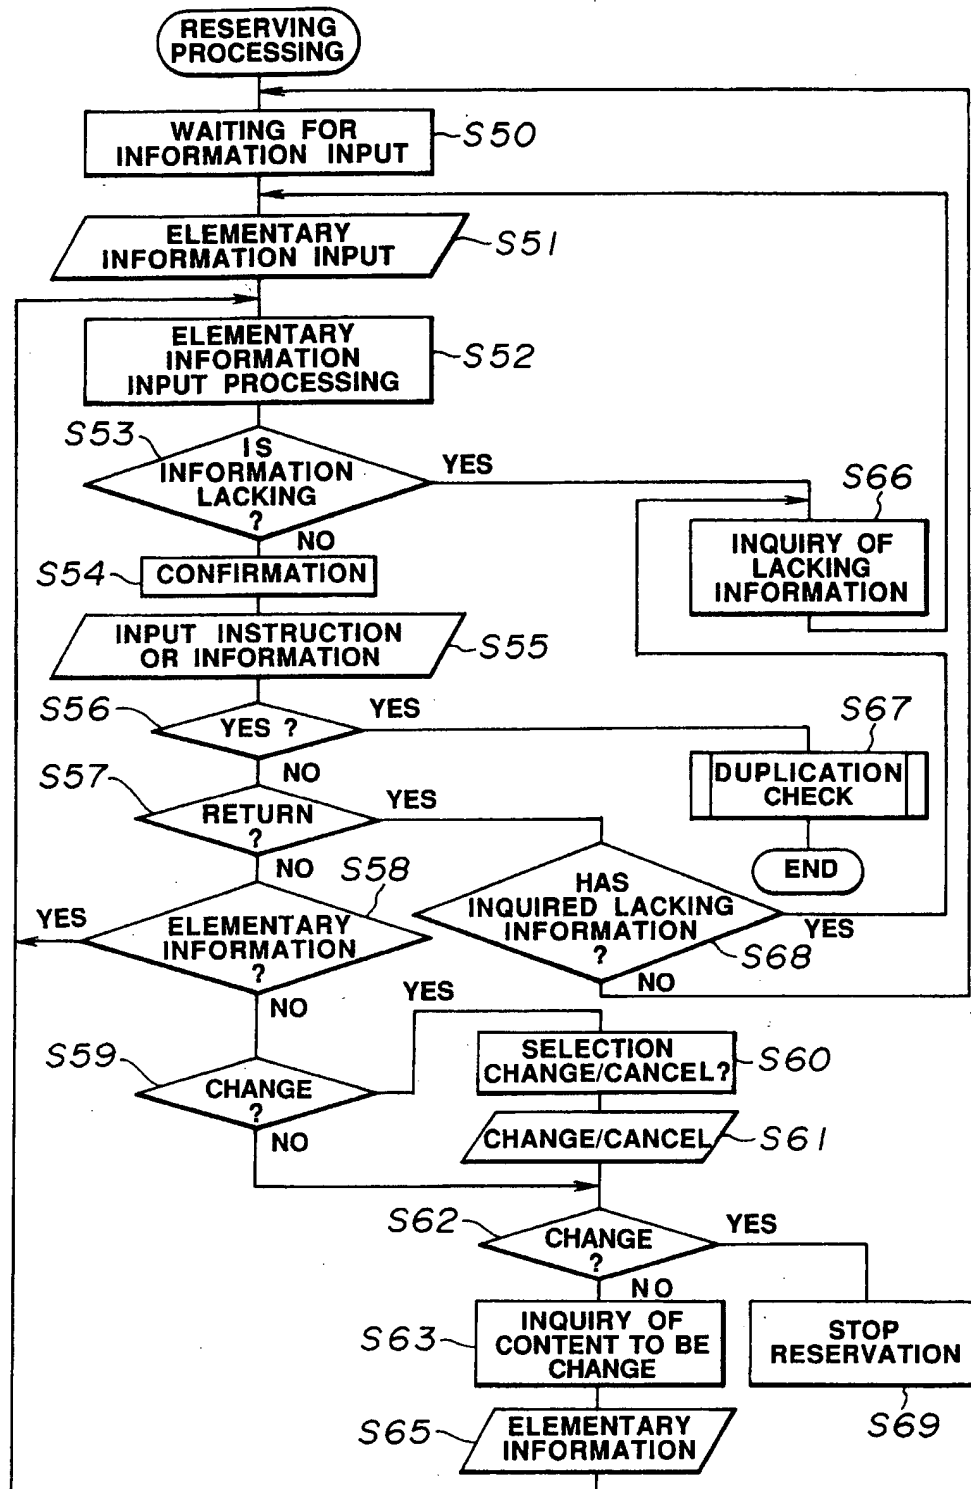 RESERVING
PROCESSING
WAITING FOR
INFORMATION INPUT
S50
ELEMENTARY
INFORMATION INPUT
S51
ELEMENTARY
INFORMATION
INPUT PROCESSING
S52
S53
IS
INFORMATION
LACKING
?
YES
NO
S66
INQUIRY OF
LACKING
INFORMATION
S54
CONFIRMATION
INPUT INSTRUCTION
OR INFORMATION
S55
S56
YES ?
YES
NO
S67
DUPLICATION
CHECK
END
S57
RETURN
?
YES
NO
S58
YES
ELEMENTARY
INFORMATION
?
NO
HAS
INQUIRED LACKING
INFORMATION
?
YES
S68
NO
S59
CHANGE
?
YES
NO
SELECTION
CHANGE/CANCEL?
S60
CHANGE/CANCEL
S61
S62
CHANGE
?
YES
NO
S63
INQUIRY OF
CONTENT TO BE
CHANGE
STOP
RESERVATION
S69
S65
ELEMENTARY
INFORMATION